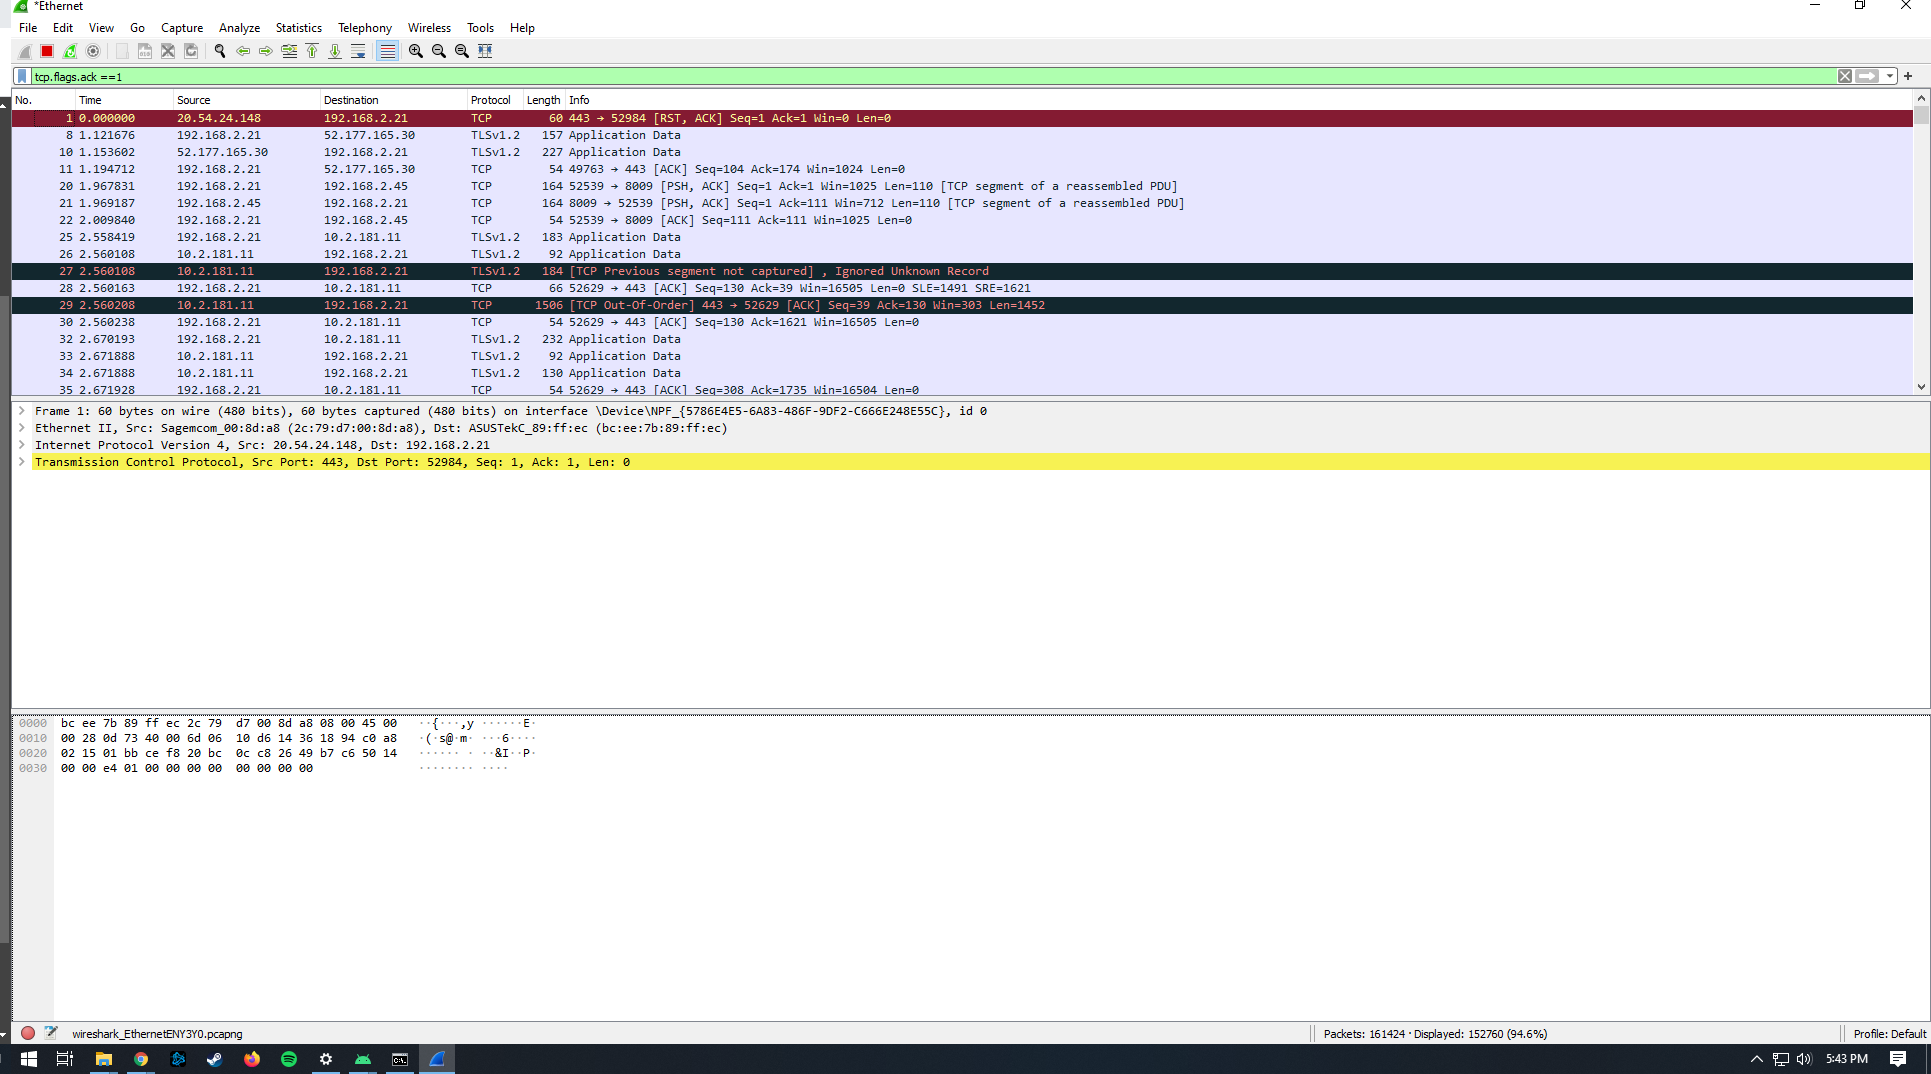 *Ethernet
File Edit View Go Capture Analyze Statistics Telephony Wireless Tools Help
tcp.flags.ack ==1
No. Time Source Destination Protocol Length Info
1 0.000000 20.54.24.148 192.168.2.21 TCP 60 443 → 52984 [RST, ACK] Seq=1 Ack=1 Win=0 Len=0
8 1.121676 192.168.2.21 52.177.165.30 TLSv1.2 157 Application Data
10 1.153602 52.177.165.30 192.168.2.21 TLSv1.2 227 Application Data
11 1.194712 192.168.2.21 52.177.165.30 TCP 54 49763 → 443 [ACK] Seq=104 Ack=174 Win=1024 Len=0
20 1.967831 192.168.2.21 192.168.2.45 TCP 164 52539 → 8009 [PSH, ACK] Seq=1 Ack=1 Win=1025 Len=110 [TCP segment of a reassembled PDU]
21 1.969187 192.168.2.45 192.168.2.21 TCP 164 8009 → 52539 [PSH, ACK] Seq=1 Ack=111 Win=712 Len=110 [TCP segment of a reassembled PDU]
22 2.009840 192.168.2.21 192.168.2.45 TCP 54 52539 → 8009 [ACK] Seq=111 Ack=111 Win=1025 Len=0
25 2.558419 192.168.2.21 10.2.181.11 TLSv1.2 183 Application Data
26 2.560108 10.2.181.11 192.168.2.21 TLSv1.2 92 Application Data
27 2.560108 10.2.181.11 192.168.2.21 TLSv1.2 184 [TCP Previous segment not captured] , Ignored Unknown Record
28 2.560163 192.168.2.21 10.2.181.11 TCP 66 52629 → 443 [ACK] Seq=130 Ack=39 Win=16505 Len=0 SLE=1491 SRE=1621
29 2.560208 10.2.181.11 192.168.2.21 TCP 1506 [TCP Out-Of-Order] 443 → 52629 [ACK] Seq=39 Ack=130 Win=303 Len=1452
30 2.560238 192.168.2.21 10.2.181.11 TCP 54 52629 → 443 [ACK] Seq=130 Ack=1621 Win=16505 Len=0
32 2.670193 192.168.2.21 10.2.181.11 TLSv1.2 232 Application Data
33 2.671888 10.2.181.11 192.168.2.21 TLSv1.2 92 Application Data
34 2.671888 10.2.181.11 192.168.2.21 TLSv1.2 130 Application Data
35 2.671928 192.168.2.21 10.2.181.11 TCP 54 52629 → 443 [ACK] Seq=308 Ack=1735 Win=16504 Len=0
Frame 1: 60 bytes on wire (480 bits), 60 bytes captured (480 bits) on interface \Device\NPF_{5786E4E5-6A83-486F-9DF2-C666E248E55C}, id 0
Ethernet II, Src: Sagemcom_00:8d:a8 (2c:79:d7:00:8d:a8), Dst: ASUSTekC_89:ff:ec (bc:ee:7b:89:ff:ec)
Internet Protocol Version 4, Src: 20.54.24.148, Dst: 192.168.2.21
Transmission Control Protocol, Src Port: 443, Dst Port: 52984, Seq: 1, Ack: 1, Len: 0
0000 bc ee 7b 89 ff ec 2c 79 d7 00 8d a8 08 00 45 00 ··{···,y ······E·
0010 00 28 0d 73 40 00 6d 06 10 d6 14 36 18 94 c0 a8 ·(·s@·m· ···6····
0020 02 15 01 bb ce f8 20 bc 0c c8 26 49 b7 c6 50 14 ······ · ··&I··P·
0030 00 00 e4 01 00 00 00 00 00 00 00 00 ········ ····
wireshark_EthernetENY3Y0.pcapng Packets: 161424 · Displayed: 152760 (94.6%) Profile: Default
C:\. 5:43 PM